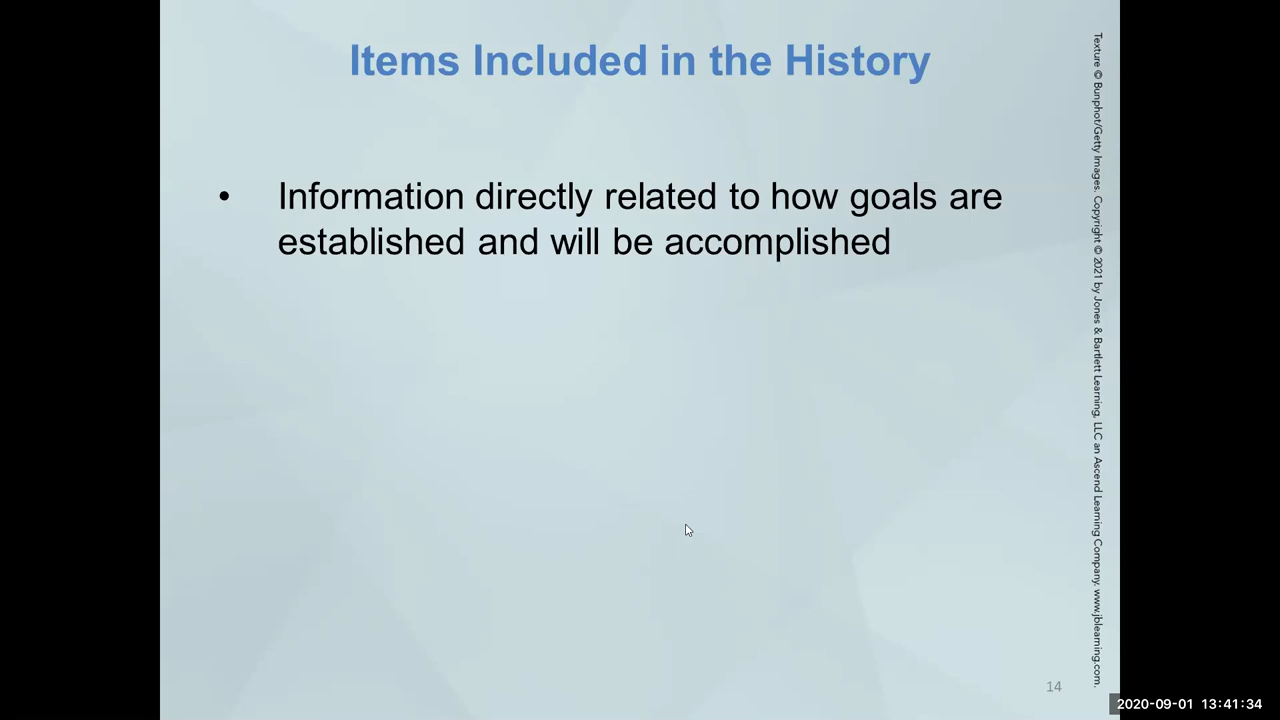 Items Included in the History
• Information directly related to how goals are
established and will be accomplished
Texture © Bunphot/Getty Images. Copyright © 2021 by Jones & Bartlett Learning, LLC an Ascend Learning Company. www.jblearning.com.
14
2020-09-01 13:41:34